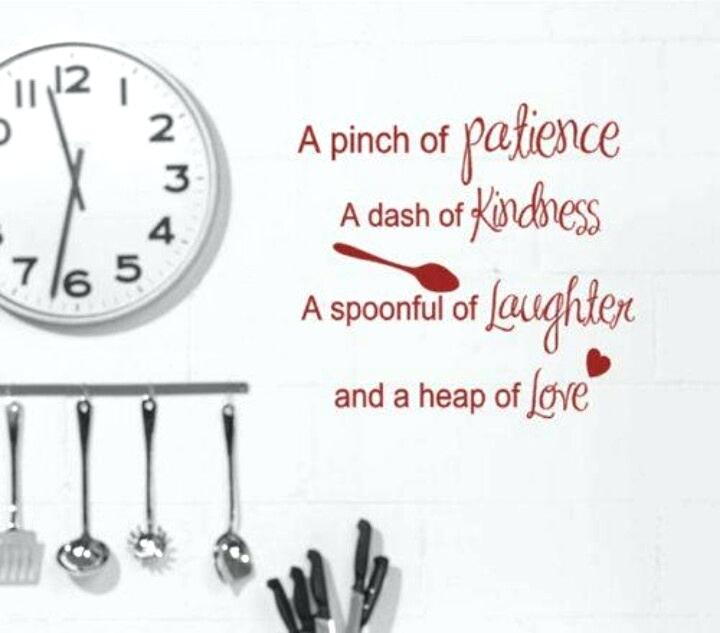 11 12 1
2
3
4
5
6
7
A pinch of patience
A dash of Kindness
A spoonful of Laughter
and a heap of Love